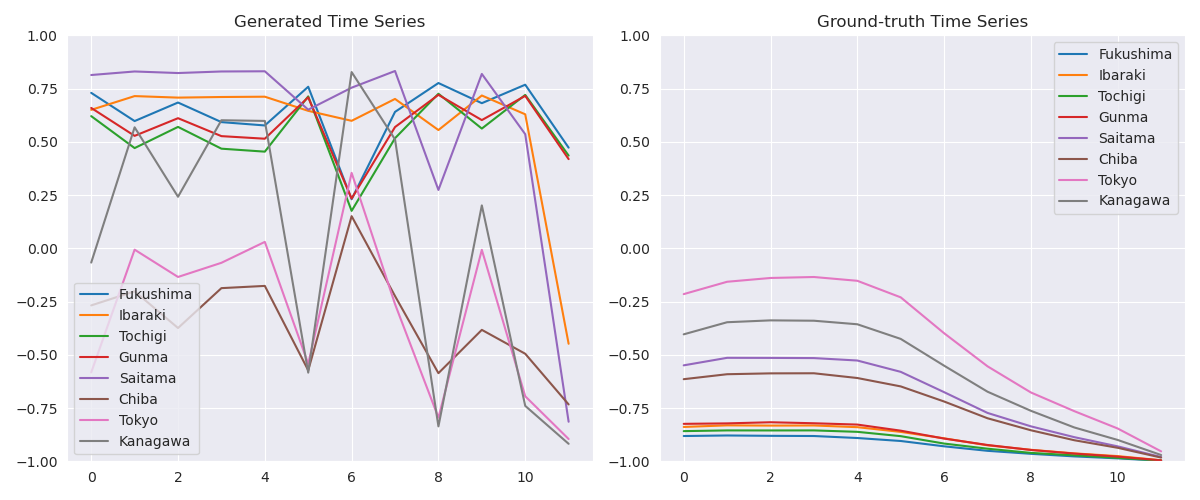 Generated Time Series
1.00
0.75
0.50
0.25
0.00
−0.25
−0.50
−0.75
−1.00
0 2 4 6 8 10
Fukushima
Ibaraki
Tochigi
Gunma
Saitama
Chiba
Tokyo
Kanagawa
Ground-truth Time Series
1.00
0.75
0.50
0.25
0.00
−0.25
−0.50
−0.75
−1.00
0 2 4 6 8 10
Fukushima
Ibaraki
Tochigi
Gunma
Saitama
Chiba
Tokyo
Kanagawa